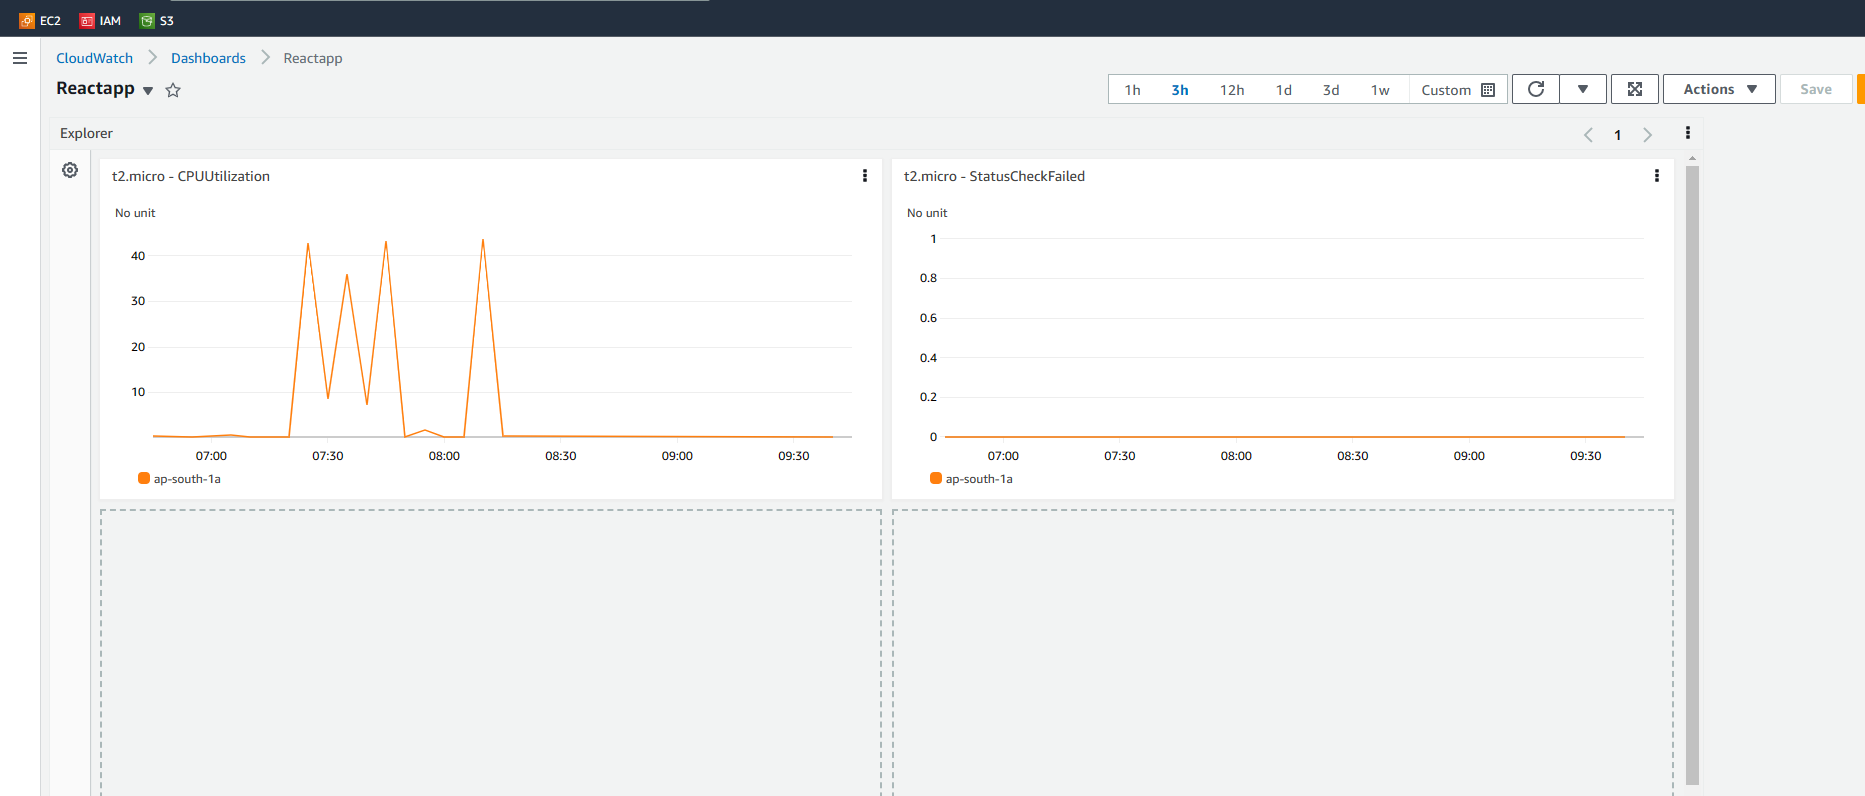 EC2 IAM S3
CloudWatch Dashboards Reactapp
Reactapp
1h 3h 12h 1d 3d 1w Custom Actions Save
Explorer
1
t2.micro - CPUUtilization
No unit
40
30
20
10
07:00 07:30 08:00 08:30 09:00 09:30
ap-south-1a
t2.micro - StatusCheckFailed
No unit
1
0.8
0.6
0.4
0.2
0
07:00 07:30 08:00 08:30 09:00 09:30
ap-south-1a